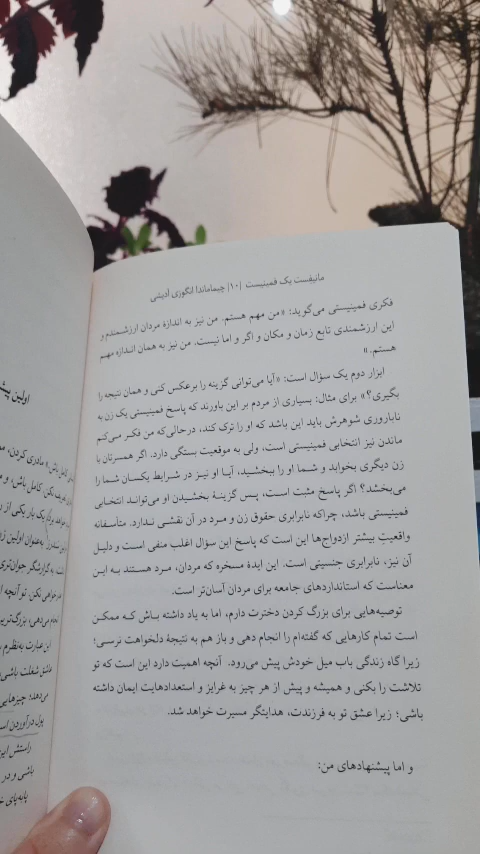 مانیفست یک فمینیست |۱۰| چیماماندا انگوزی أدیشی
فکری فمینیستی می‌گوید: «من مهم هستم. من نیز به اندازهٔ مردان ارزشمندم و
این ارزشمندی تابع زمان و مکان و اگر و اما نیست. من نیز به همان اندازه مهم
هستم.»
ابزار دوم یک سؤال است: «آیا می‌توانی گزینه را برعکس کنی و همان نتیجه را
بگیری؟» برای مثال: بسیاری از مردم بر این باورند که پاسخ فمینیستی یک زن به
ناباروری شوهرش باید این باشد که او را ترک کند، درحالی‌که من فکر می‌کنم
ماندن نیز انتخابی فمینیستی است، ولی به موقعیت بستگی دارد. اگر همسرتان با
زن دیگری بخوابد و شما او را ببخشید، آیا او نیز در شرایط یکسان شما را
می‌بخشد؟ اگر پاسخ مثبت است، پس گزینهٔ بخشیدن او می‌تواند انتخابی
فمینیستی باشد، چراکه نابرابری حقوق زن و مرد در آن نقشی ندارد. متأسفانه
واقعیتِ بیشتر ازدواج‌ها این است که پاسخ این سؤال اغلب منفی است و دلیل
آن نیز، نابرابری جنسیتی است. این ایدهٔ مسخره که مردان، مرد هستند به این
معناست که استانداردهای جامعه برای مردان آسان‌تر است.
توصیه‌هایی برای بزرگ کردن دخترت دارم، اما به یاد داشته باش که ممکن
است تمام کارهایی که گفته‌ام را انجام دهی و باز هم به نتیجهٔ دلخواهت نرسی؛
زیرا گاه زندگی باب میل خودش پیش می‌رود. آنچه اهمیت دارد این است که تو
تلاشت را بکنی و همیشه و پیش از هر چیز به غرایز و استعدادهایت ایمان داشته
باشی؛ زیرا عشق تو به فرزندت، هدایتگر مسیرت خواهد شد.
و اما پیشنهادهای من: